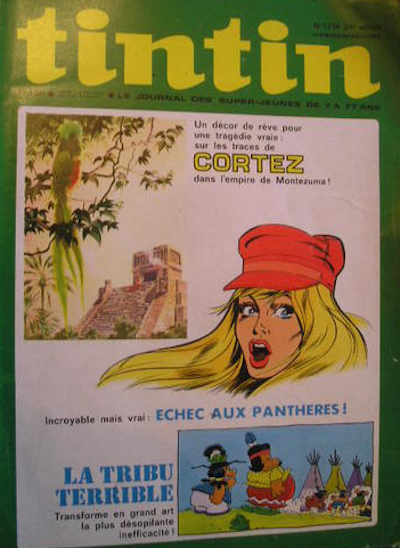 tintin
LE JOURNAL DES SUPER-JEUNES DE 7 A 77 ANS
Un décor de rêve pour
une tragédie vraie:
sur les traces de
CORTEZ
dans l'empire de Montezuma!
Incroyable mais vrai: ECHEC AUX PANTHERES!
LA TRIBU
TERRIBLE
Transforme en grand art
la plus désopilante
inefficacité!